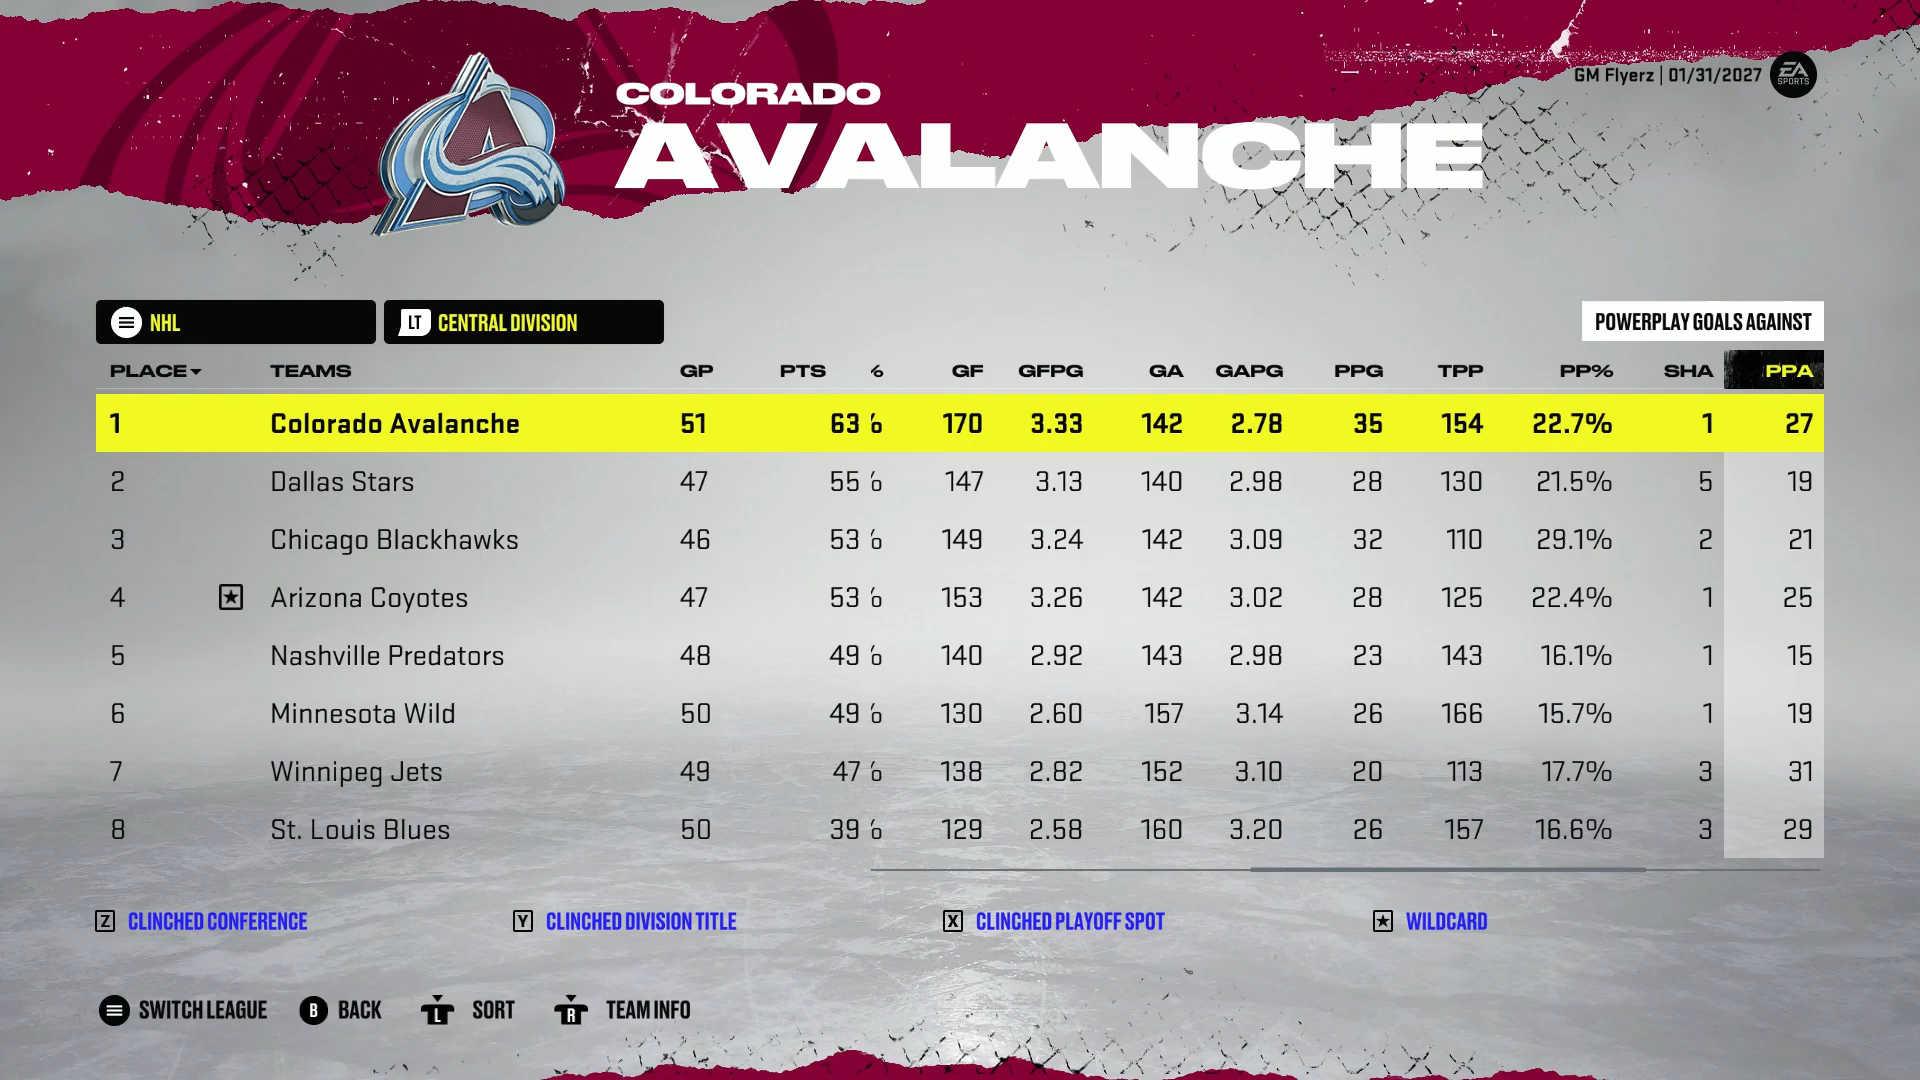 COLORADO
AVALANCHE
GM Flyerz | 01/31/2027
EA SPORTS
NHL
LT CENTRAL DIVISION
POWERPLAY GOALS AGAINST
PLACE TEAMS GP PTS % GF GFPG GA GAPG PPG TPP PP% SHA PPA
1 Colorado Avalanche 51 63 % 170 3.33 142 2.78 35 154 22.7% 1 27
2 Dallas Stars 47 55 % 147 3.13 140 2.98 28 130 21.5% 5 19
3 Chicago Blackhawks 46 53 % 149 3.24 142 3.09 32 110 29.1% 2 21
4 ★ Arizona Coyotes 47 53 % 153 3.26 142 3.02 28 125 22.4% 1 25
5 Nashville Predators 48 49 % 140 2.92 143 2.98 23 143 16.1% 1 15
6 Minnesota Wild 50 49 % 130 2.60 157 3.14 26 166 15.7% 1 19
7 Winnipeg Jets 49 47 % 138 2.82 152 3.10 20 113 17.7% 3 31
8 St. Louis Blues 50 39 % 129 2.58 160 3.20 26 157 16.6% 3 29
Z CLINCHED CONFERENCE Y CLINCHED DIVISION TITLE X CLINCHED PLAYOFF SPOT ★ WILDCARD
SWITCH LEAGUE B BACK L SORT R TEAM INFO